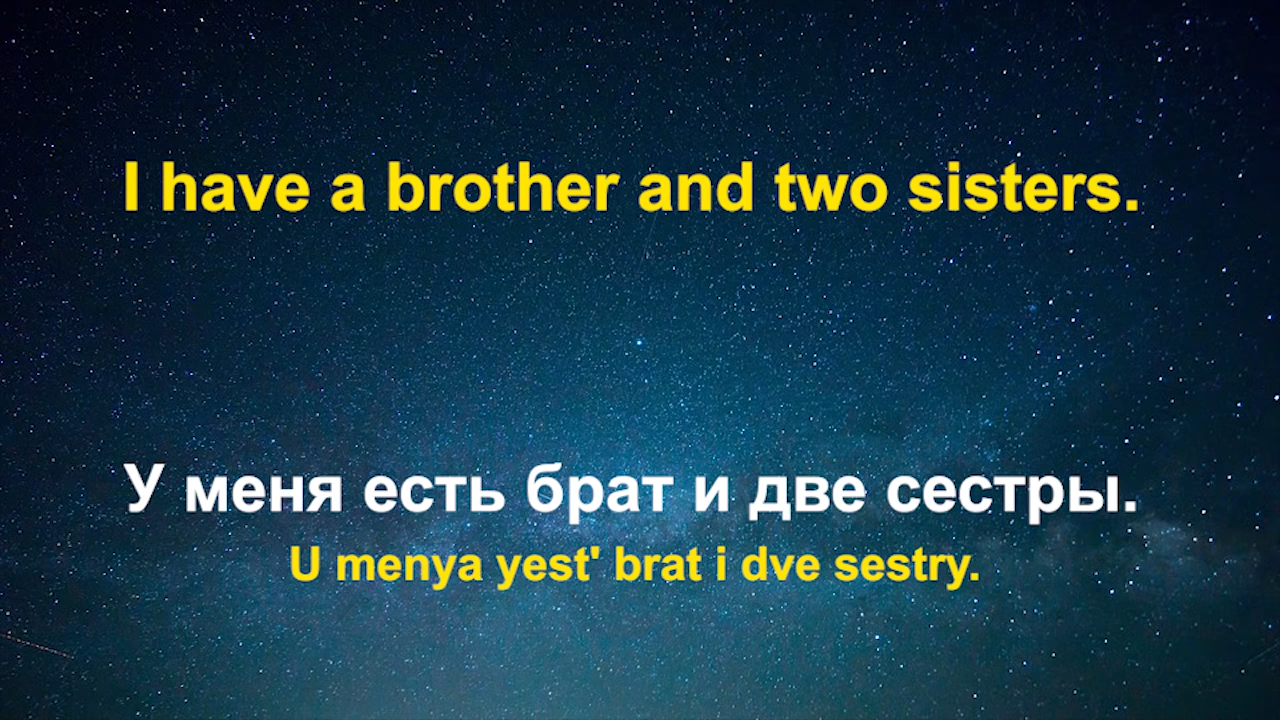 I have a brother and two sisters.
У меня есть брат и две сестры.
U menya yest' brat i dve sestry.